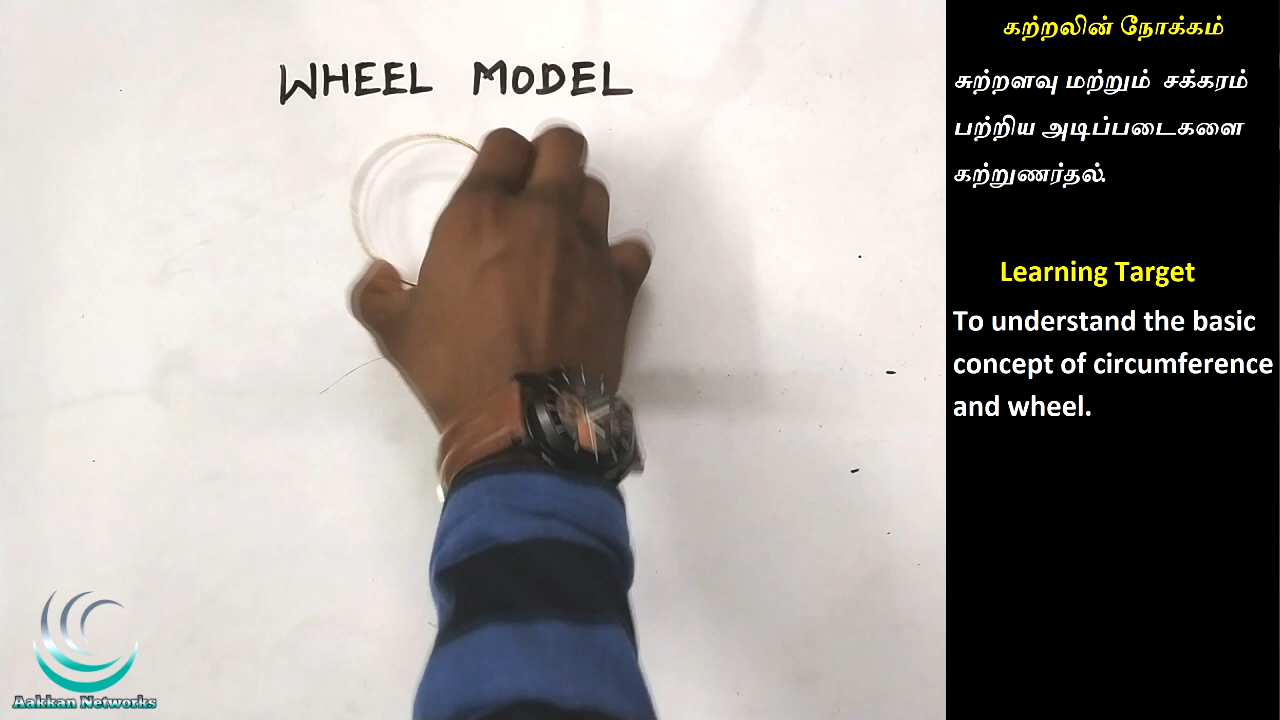 WHEEL MODEL
கற்றலின் நோக்கம்
சுற்றளவு மற்றும் சக்கரம்
பற்றிய அடிப்படைகளை
கற்றுணர்தல்.
Learning Target
To understand the basic
concept of circumference
and wheel.
Aakkan Networks